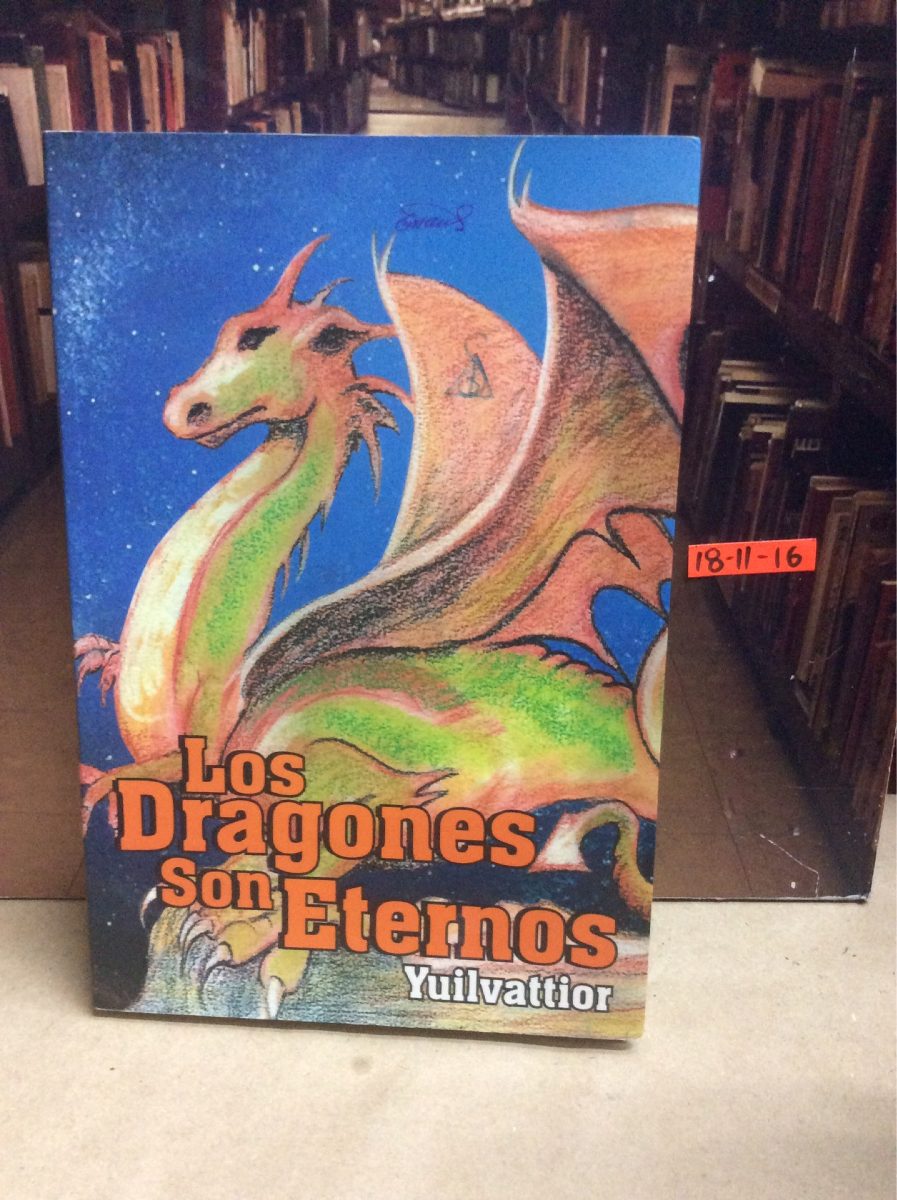 18-11-16
Los
Dragones
son Eternos
Yuilvattior